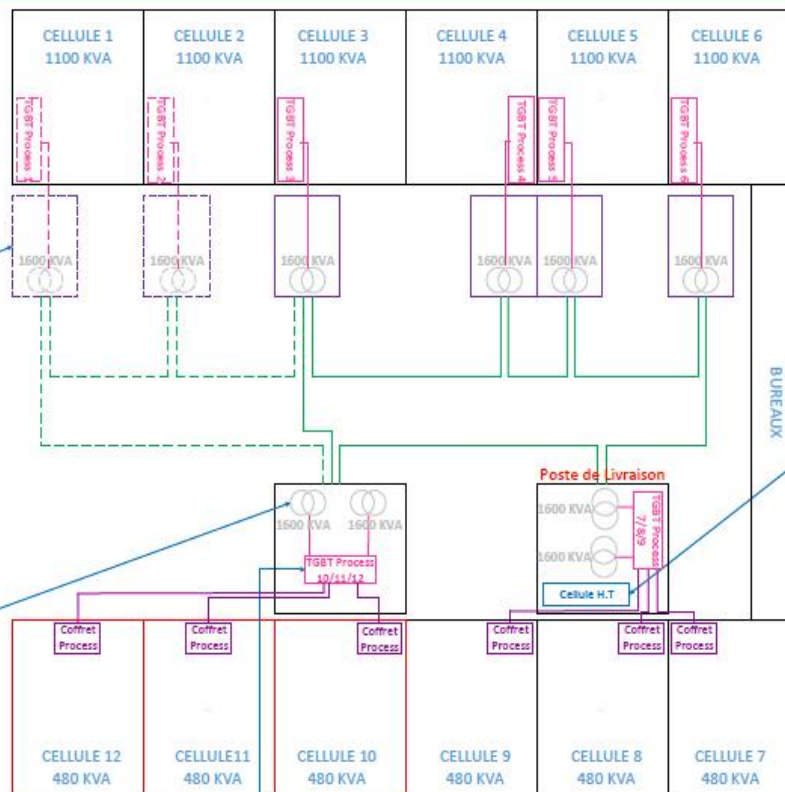 CELLULE 1
1100 KVA
CELLULE 2
1100 KVA
CELLULE 3
1100 KVA
CELLULE 4
1100 KVA
CELLULE 5
1100 KVA
CELLULE 6
1100 KVA
TGBT Process 1
TGBT Process 2
TGBT Process 3
TGBT Process 4
TGBT Process 5
TGBT Process 6
1600 KVA
1600 KVA
1600 KVA
1600 KVA
1600 KVA
1600 KVA
BUREAUX
Poste de Livraison
1600 KVA
1600 KVA
TGBT Process
10/11/12
1600 KVA
1600 KVA
TGBT Process
7/8/9
Cellule H.T
Coffret
Process
Coffret
Process
Coffret
Process
Coffret
Process
Coffret
Process
Coffret
Process
CELLULE 12
480 KVA
CELLULE11
480 KVA
CELLULE 10
480 KVA
CELLULE 9
480 KVA
CELLULE 8
480 KVA
CELLULE 7
480 KVA